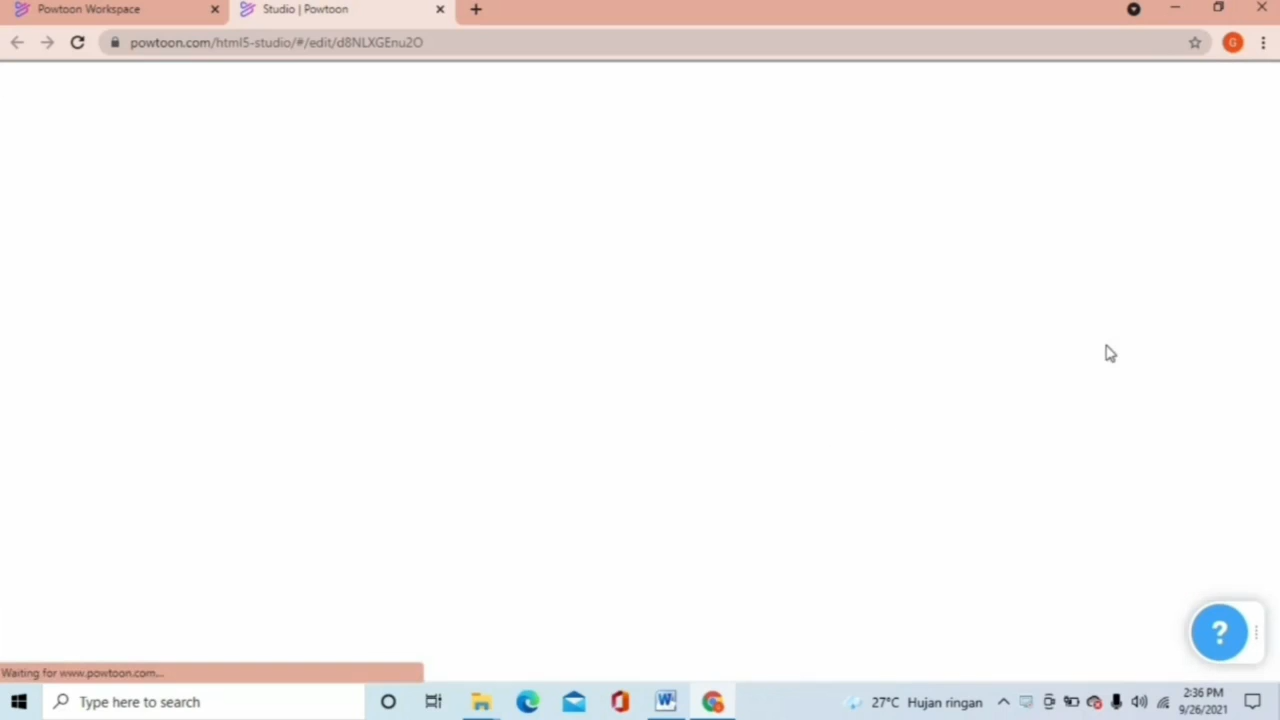 Powtoon Workspace
Studio | Powtoon
powtoon.com/html5-studio/#/edit/d8NLXGEnu2O
G
?
Waiting for www.powtoon.com...
Type here to search
27°C Hujan ringan
2:36 PM
9/26/2021